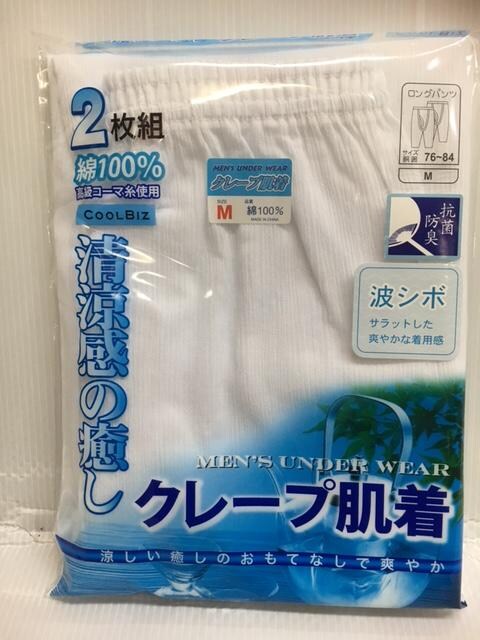 2枚組
綿100%
高級コーマ糸使用
COOLBIZ
清涼感の癒し
MEN'S UNDER WEAR
クレープ肌着
SIZE
M
品質
綿100%
MADE IN CHINA
ロングパンツ
サイズ
胴囲 76~84
M
抗菌
防臭
波シボ
サラットした
爽やかな着用感
MEN'S UNDER WEAR
クレープ肌着
涼しい癒しのおもてなしで爽やか